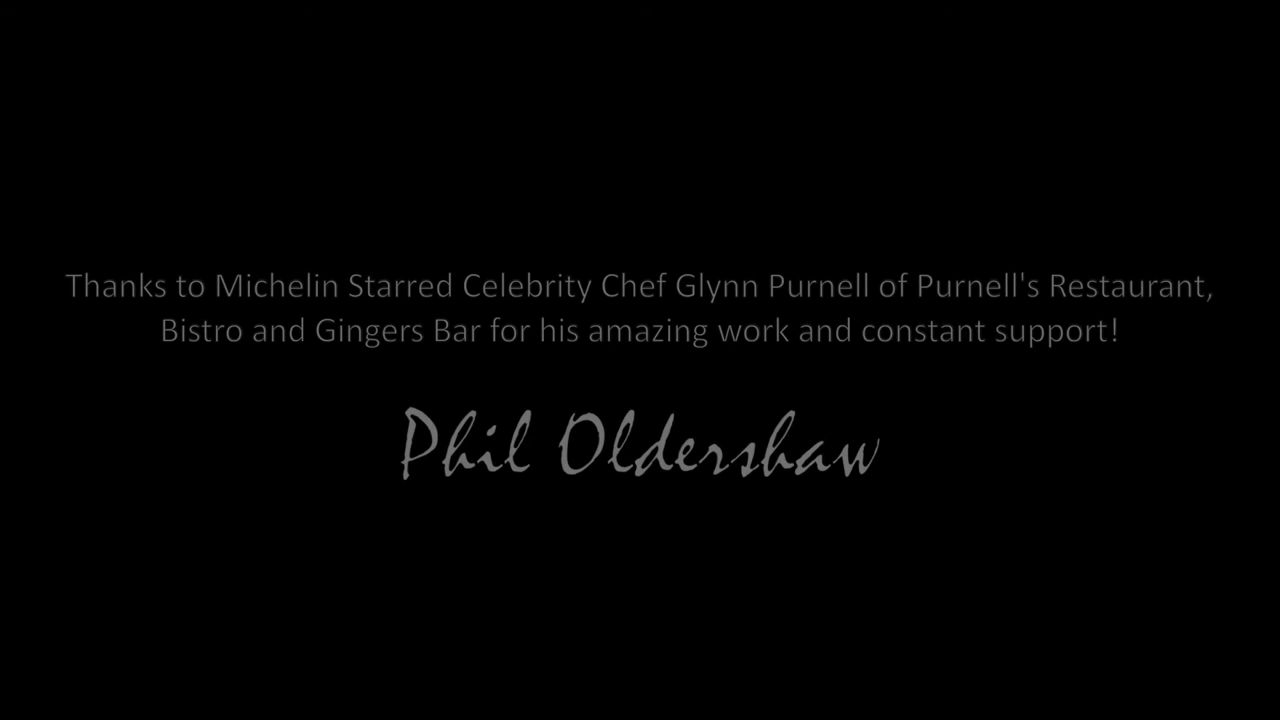 Thanks to Michelin Starred Celebrity Chef Glynn Purnell of Purnell's Restaurant,
Bistro and Gingers Bar for his amazing work and constant support!
Phil Oldershaw